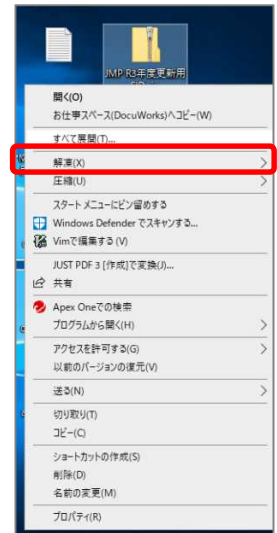 JMP R3年度更新用
開く(O)
お仕事スペース(DocuWorks)へコピー(W)
すべて展開(T)...
解凍(X)
圧縮(U)
スタート メニューにピン留めする
Windows Defender でスキャンする...
Vimで編集する (V)
JUST PDF 3 [作成]で変換(J)...
共有
Apex Oneでの検索
プログラムから開く(H)
アクセスを許可する(G)
以前のバージョンの復元(V)
送る(N)
切り取り(T)
コピー(C)
ショートカットの作成(S)
削除(D)
名前の変更(M)
プロパティ(R)